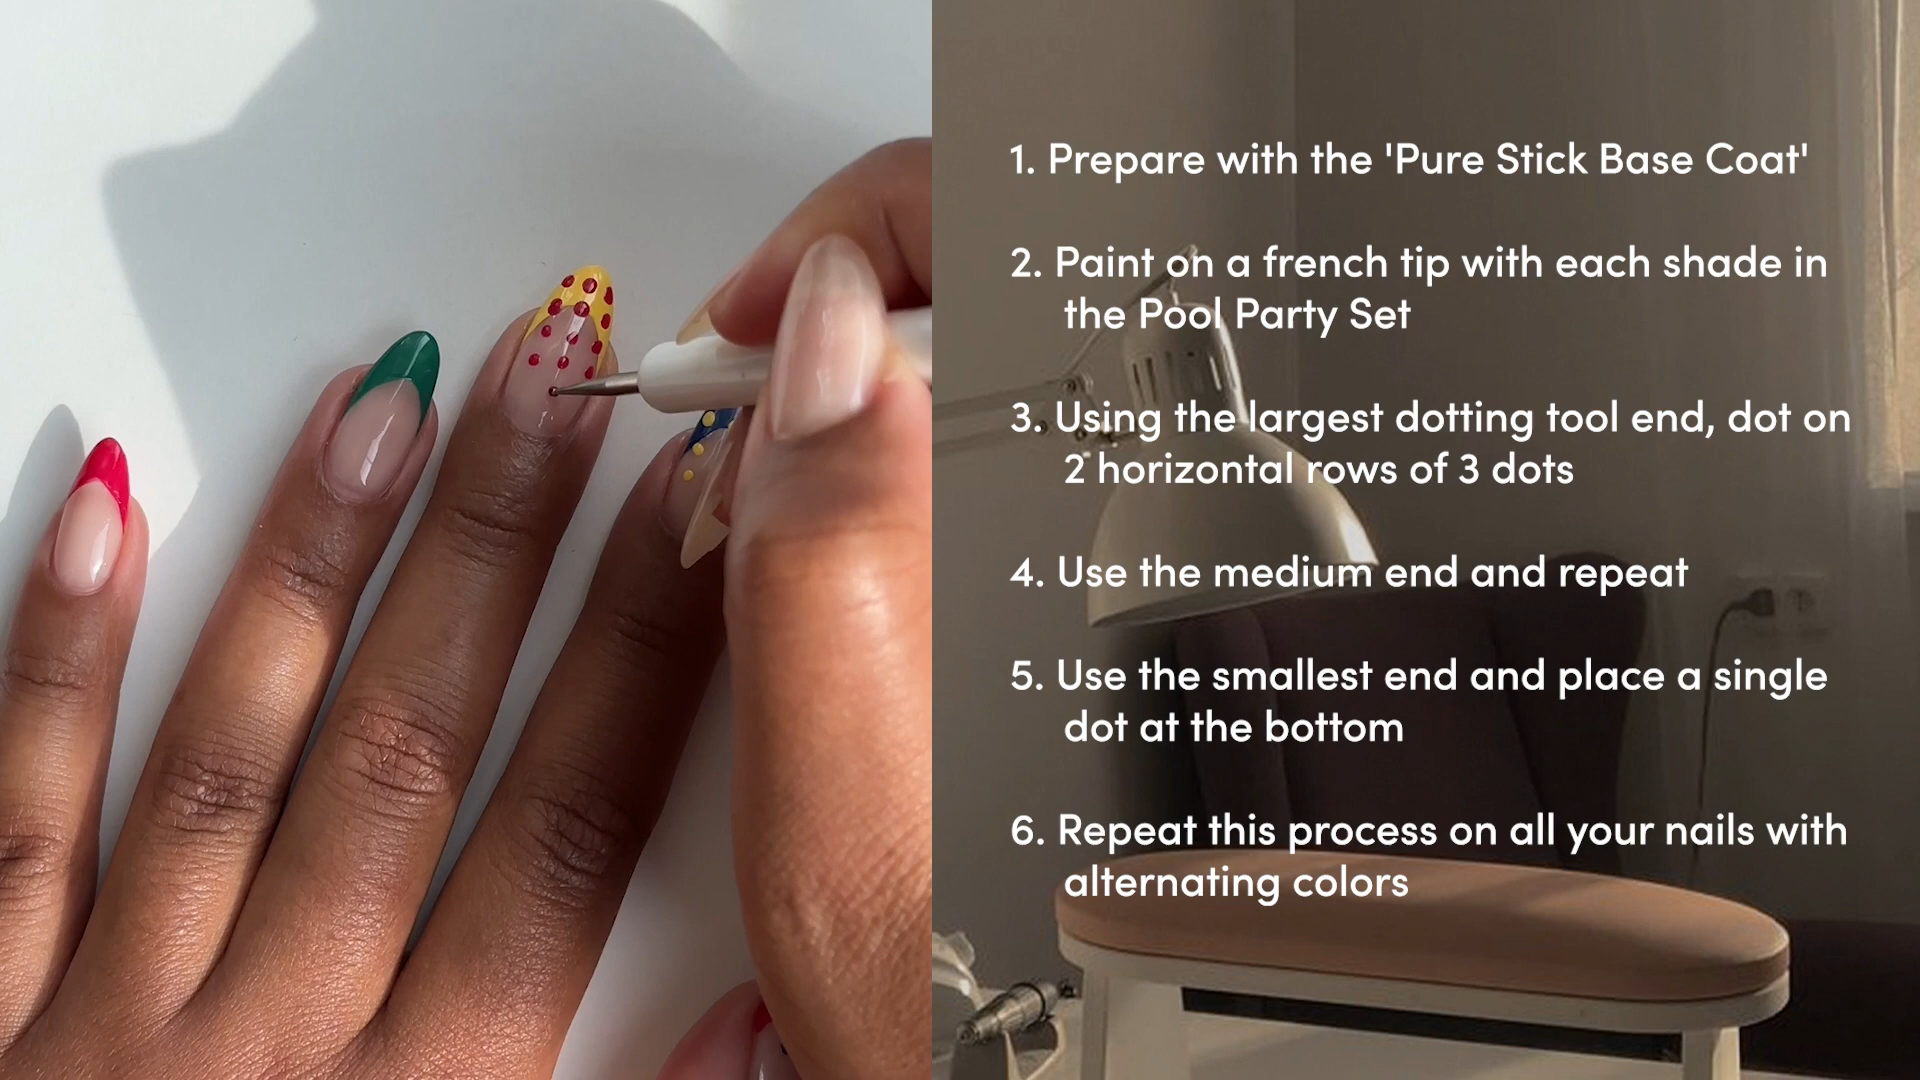 1. Prepare with the 'Pure Stick Base Coat'
2. Paint on a french tip with each shade in
the Pool Party Set
3. Using the largest dotting tool end, dot on
2 horizontal rows of 3 dots
4. Use the medium end and repeat
5. Use the smallest end and place a single
dot at the bottom
6. Repeat this process on all your nails with
alternating colors